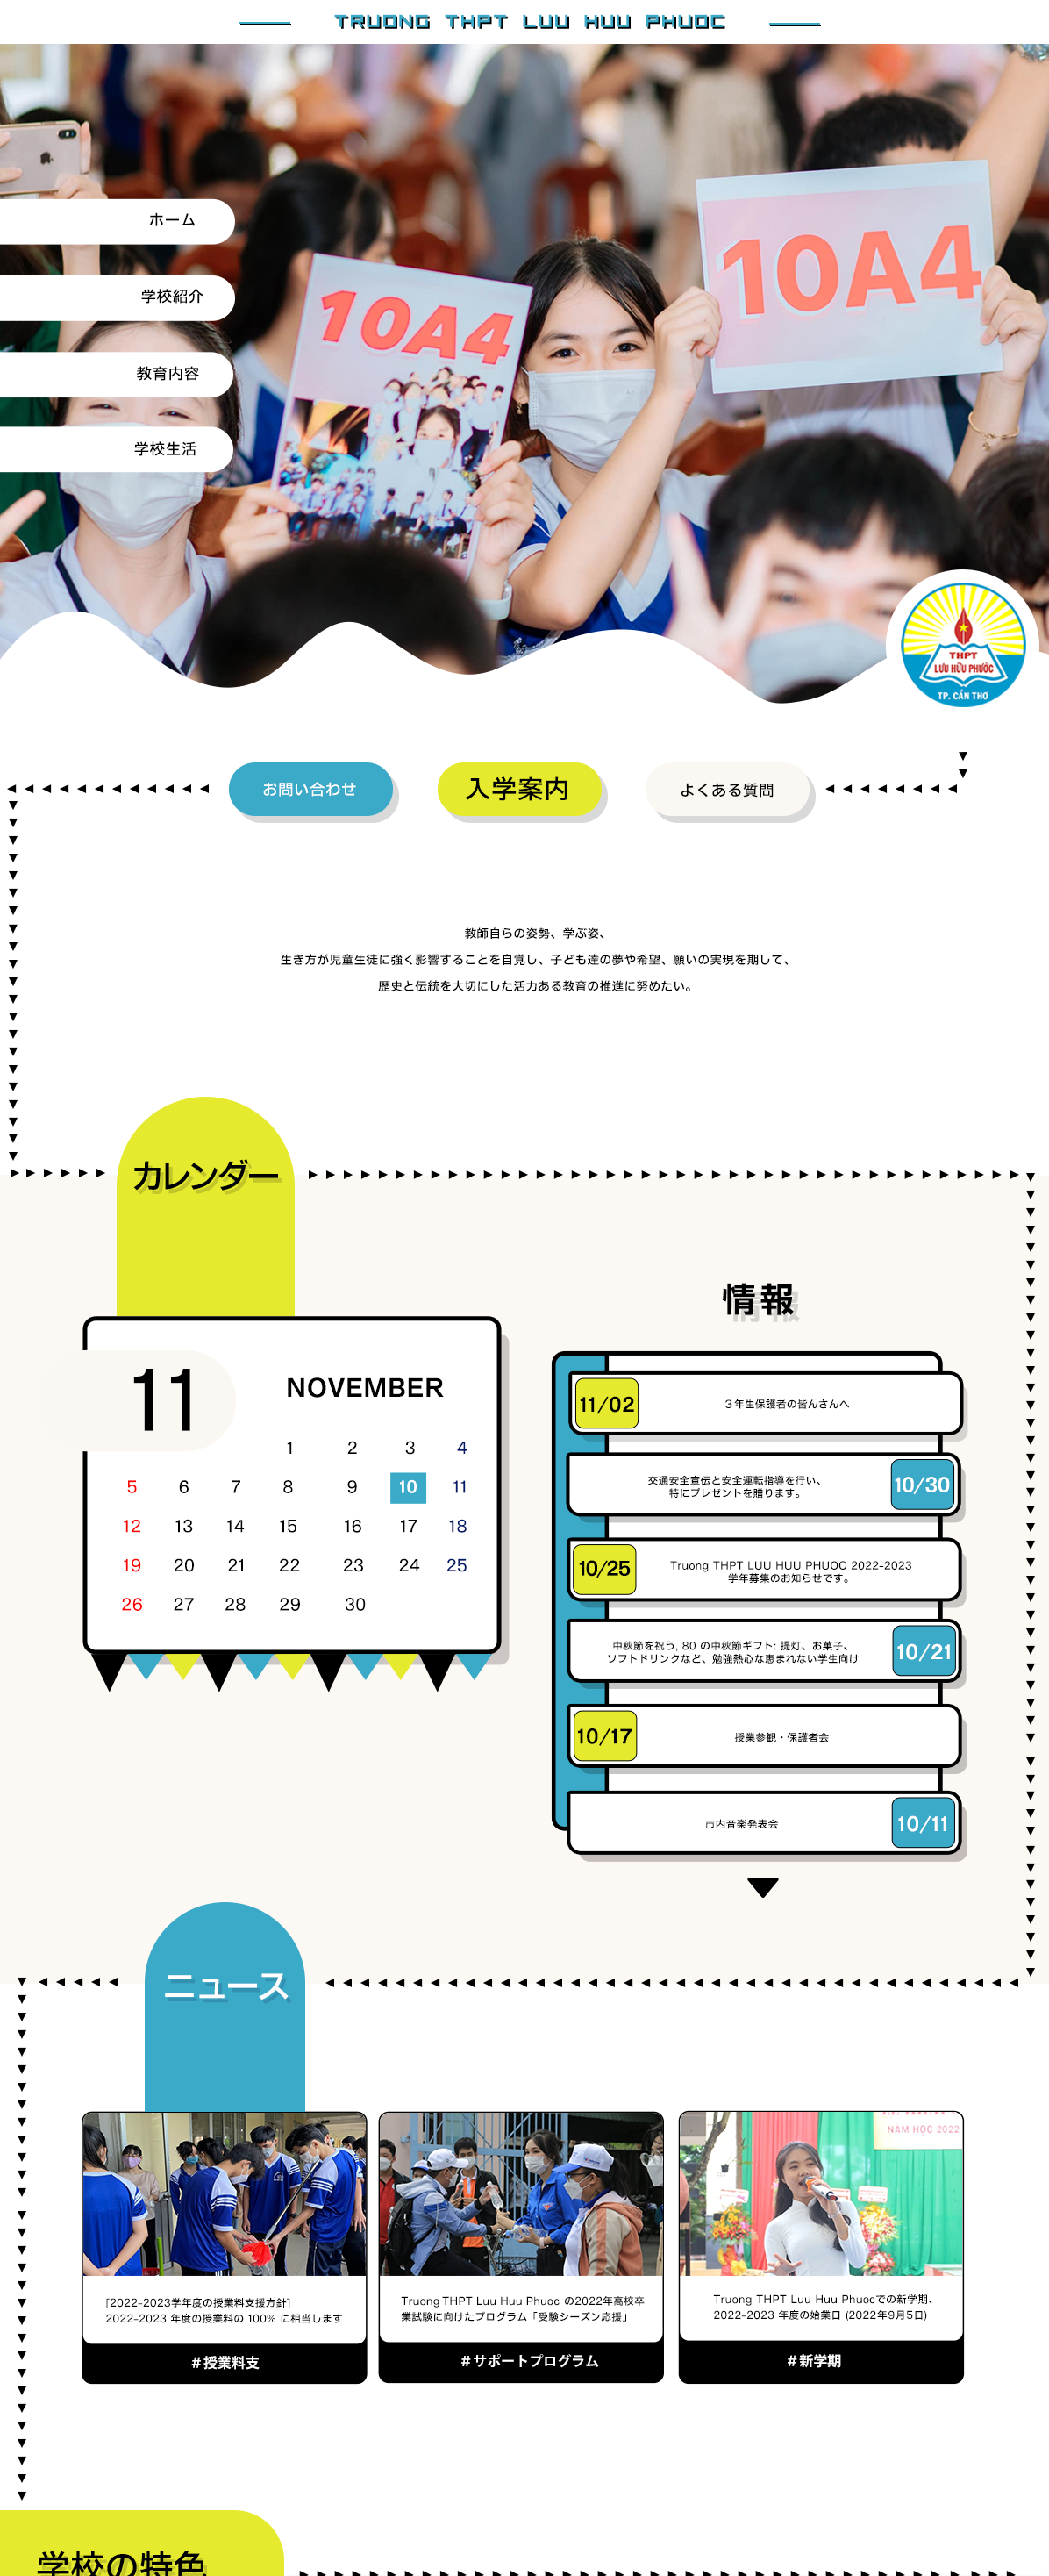 TRUONG THPT LUU HUU PHUOC
ホーム
学校紹介
教育内容
学校生活
10A4
10A4
THPT
LƯU HỮU PHƯỚC
TP. CẦN THƠ
お問い合わせ
入学案内
よくある質問
教師自らの姿勢、学ぶ姿、
生き方が児童生徒に強く影響することを自覚し、子ども達の夢や希望、願いの実現を期して、
歴史と伝統を大切にした活力ある教育の推進に努めたい。
カレンダー
11
NOVEMBER
1 2 3 4
5 6 7 8 9 10 11
12 13 14 15 16 17 18
19 20 21 22 23 24 25
26 27 28 29 30
情報
11/02
３年生保護者の皆んさんへ
交通安全宣伝と安全運転指導を行い、
特にプレゼントを贈ります。
10/30
10/25
Truong THPT LUU HUU PHUOC 2022-2023
学年募集のお知らせです。
中秋節を祝う, 80 の中秋節ギフト: 提灯、お菓子、
ソフトドリンクなど、勉強熱心な恵まれない学生向け
10/21
10/17
授業参観・保護者会
市内音楽発表会
10/11
ニュース
NAM HỌC 2022
[2022-2023学年度の授業料支援方針]
2022-2023 年度の授業料の 100% に相当します
#授業料支
Truong THPT Luu Huu Phuoc の2022年高校卒
業試験に向けたプログラム「受験シーズン応援」
#サポートプログラム
Truong THPT Luu Huu Phuocでの新学期、
2022-2023 年度の始業日 (2022年9月5日)
#新学期
学校の特色